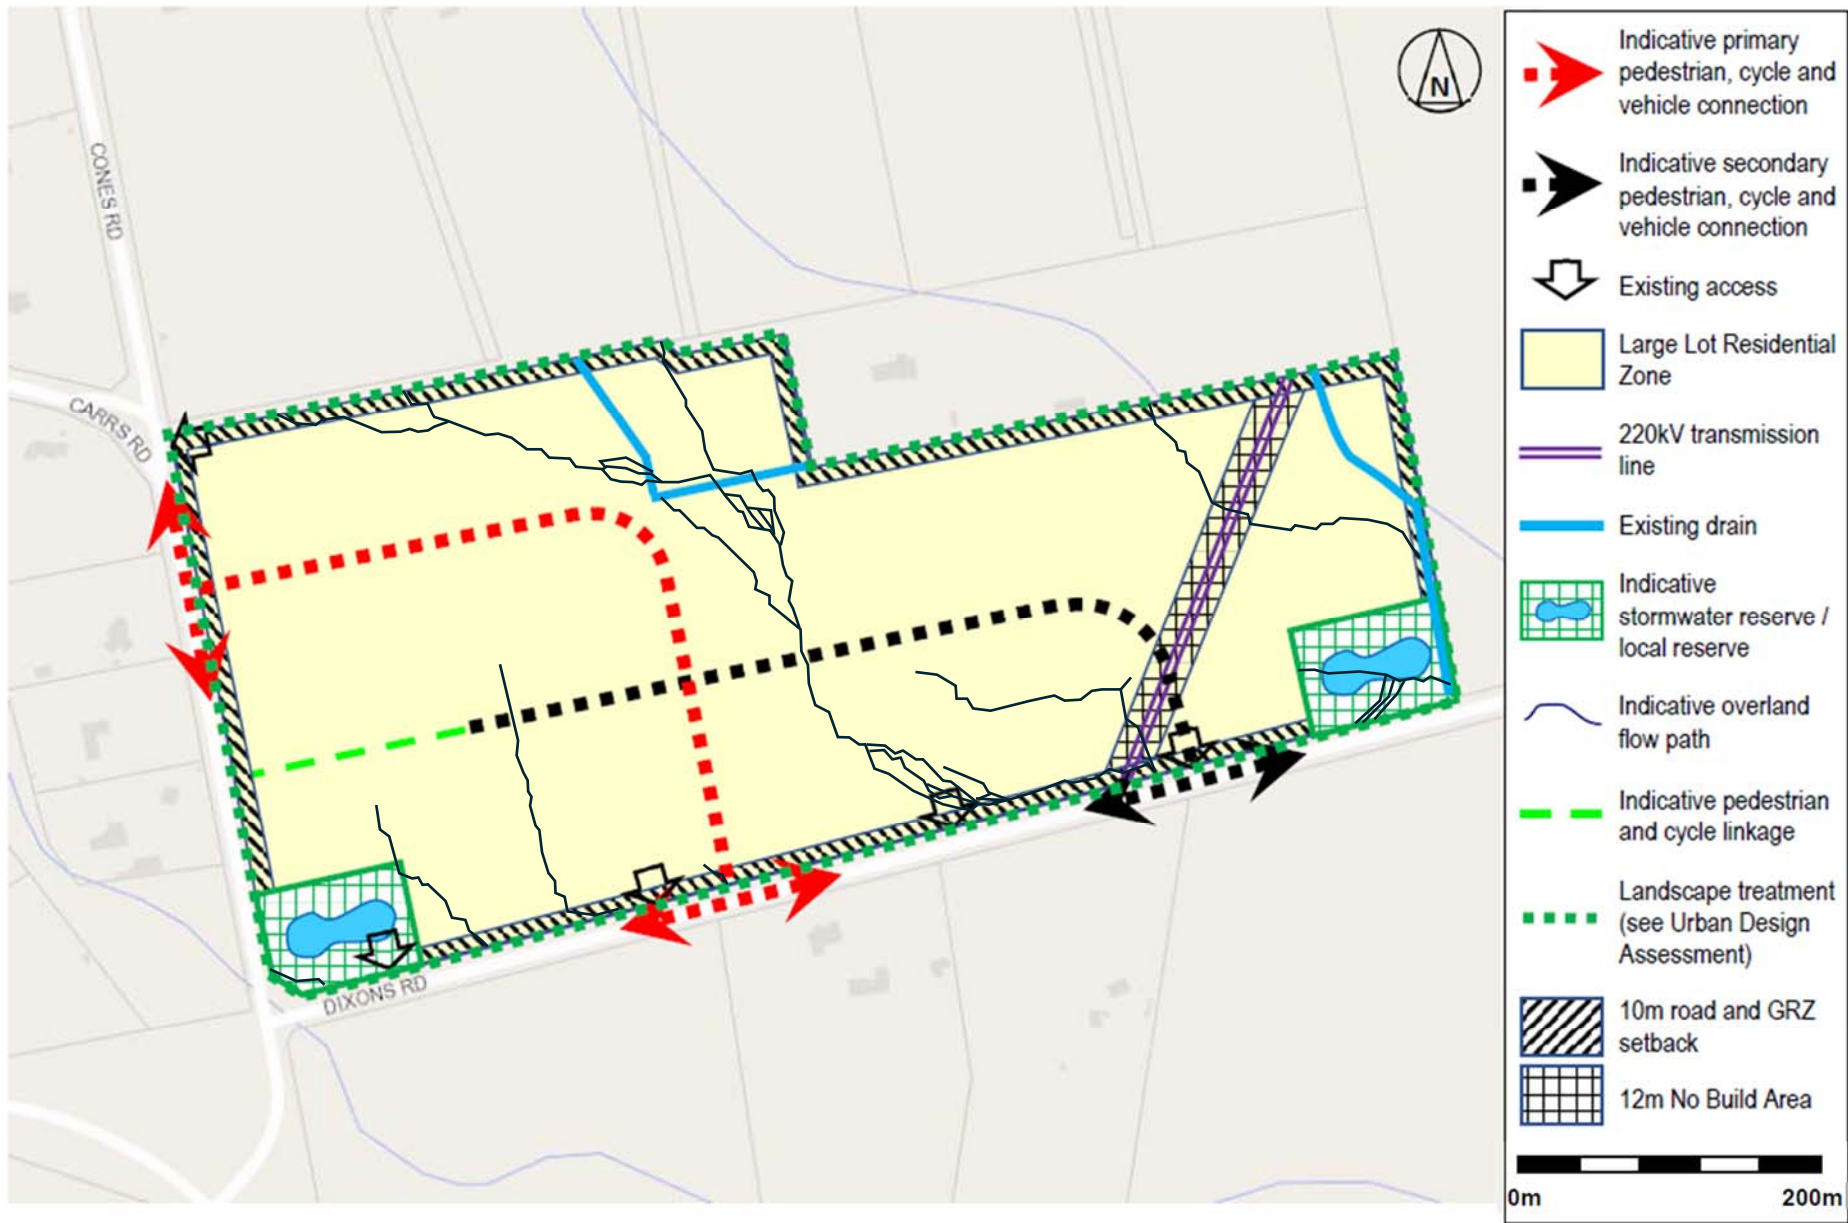 CONES RD
CARRS RD
DIXONS RD
N
Indicative primary
pedestrian, cycle and
vehicle connection
Indicative secondary
pedestrian, cycle and
vehicle connection
Existing access
Large Lot Residential
Zone
220kV transmission
line
Existing drain
Indicative
stormwater reserve /
local reserve
Indicative overland
flow path
Indicative pedestrian
and cycle linkage
Landscape treatment
(see Urban Design
Assessment)
10m road and GRZ
setback
12m No Build Area
0m 200m